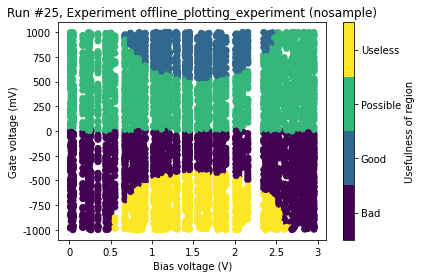 Run #25, Experiment offline_plotting_experiment (nosample)
1000
750
500
250
0
-250
-500
-750
-1000
Gate voltage (mV)
0 0.5 1 1.5 2 2.5 3
Bias voltage (V)
Useless
Possible
Good
Bad
Usefulness of region